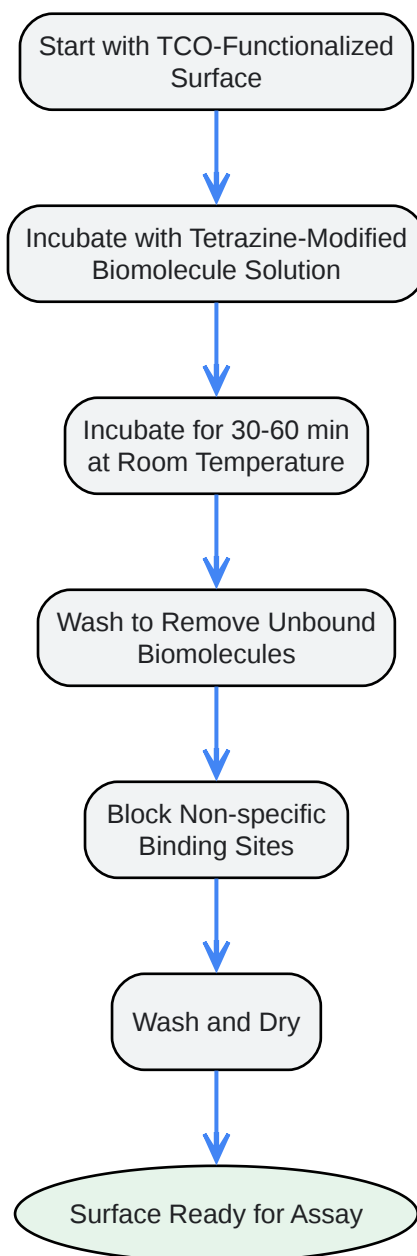 Start with TCO-Functionalized
Surface
Incubate with Tetrazine-Modified
Biomolecule Solution
Incubate for 30-60 min
at Room Temperature
Wash to Remove Unbound
Biomolecules
Block Non-specific
Binding Sites
Wash and Dry
Surface Ready for Assay